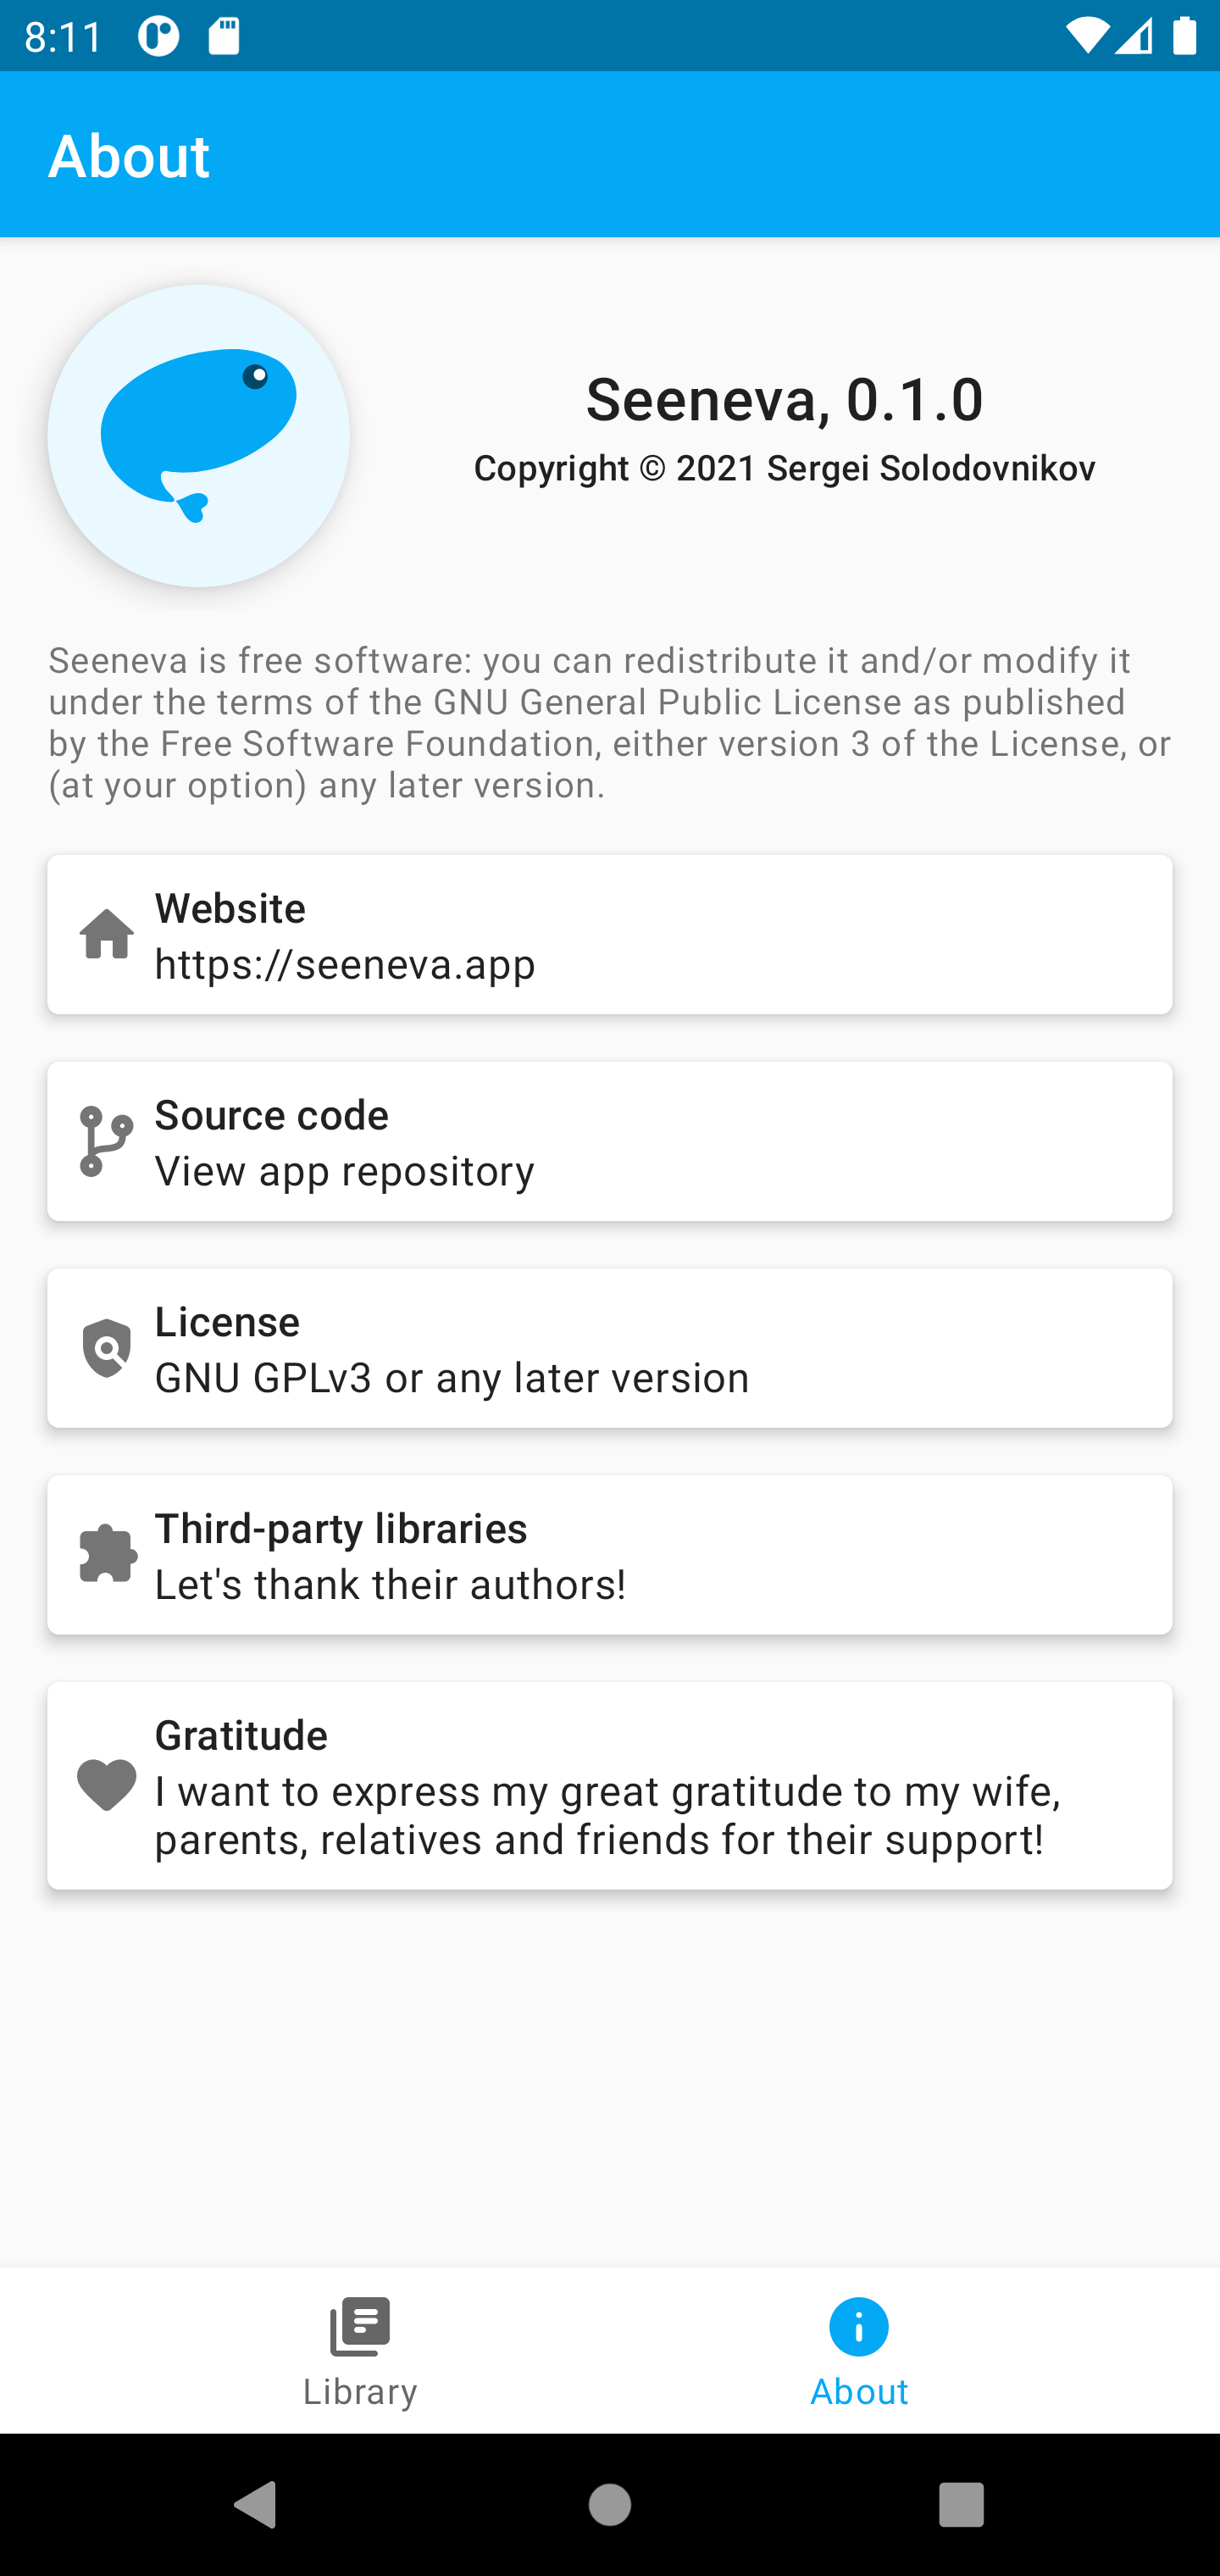 8:11
About
Seeneva, 0.1.0
Copyright © 2021 Sergei Solodovnikov
Seeneva is free software: you can redistribute it and/or modify it
under the terms of the GNU General Public License as published
by the Free Software Foundation, either version 3 of the License, or
(at your option) any later version.
Website
https://seeneva.app
Source code
View app repository
License
GNU GPLv3 or any later version
Third-party libraries
Let's thank their authors!
Gratitude
I want to express my great gratitude to my wife,
parents, relatives and friends for their support!
Library
About